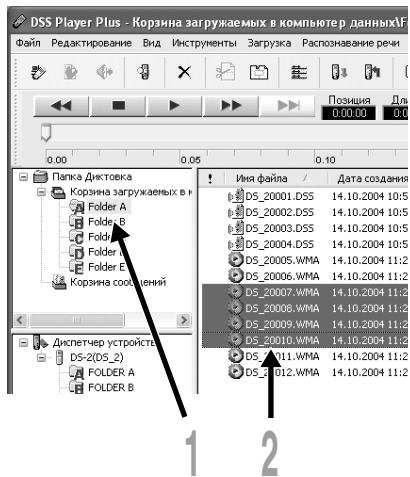 DSS Player Plus - Корзина загружаемых в компьютер данных\F
Файл Редактирование Вид Инструменты Загрузка Распознавание речи
Позиция
0:00:00 0:0
0.00 0.05 0.10
Папка Диктовка
Корзина загружаемых в к
Folder A
Folder B
Folder E
Корзина сообщений
Диспетчер устройств
DS-2(DS_2)
FOLDER A
FOLDER B
! Имя файла Дата создания
DS_20001.DSS 14.10.2004 10:5
DS_20002.DSS 14.10.2004 10:5
DS_20003.DSS 14.10.2004 10:5
DS_20004.DSS 14.10.2004 10:5
DS_20005.WMA 14.10.2004 11:2
DS_20006.WMA 14.10.2004 11:2
DS_20007.WMA 14.10.2004 11:2
DS_20008.WMA 14.10.2004 11:2
DS_20009.WMA 14.10.2004 11:2
DS_20010.WMA 14.10.2004 11:2
DS_20011.WMA 14.10.2004 11:2
DS_20012.WMA 14.10.2004 11:2
1 2